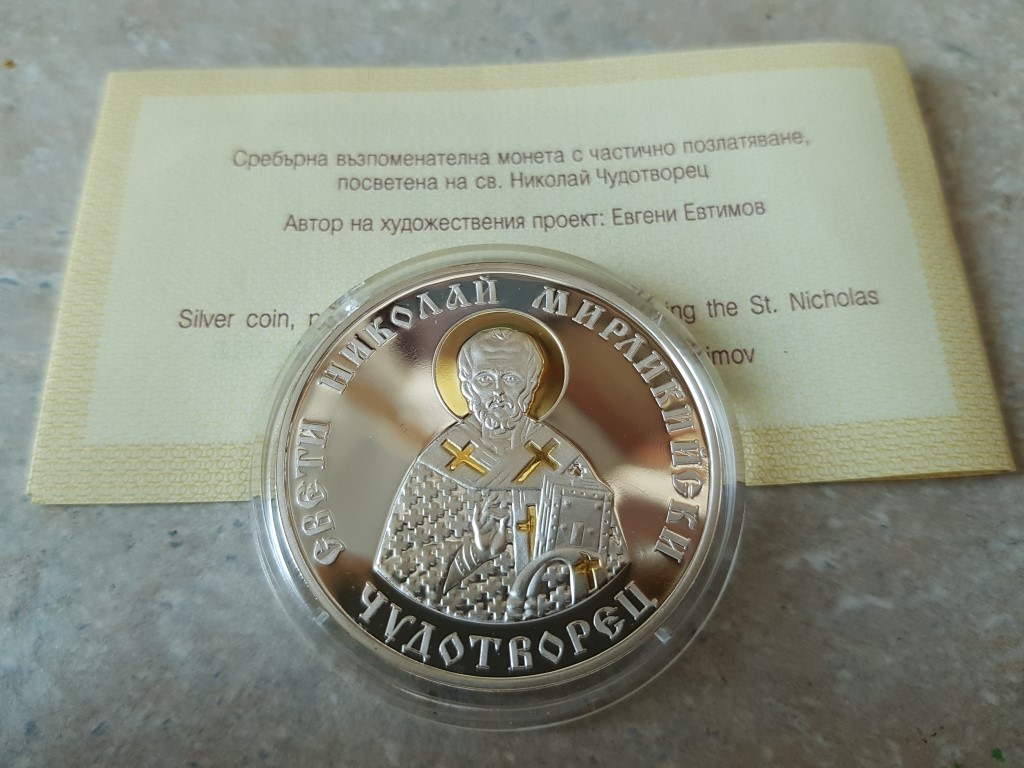 Сребърна възпоменателна монета с частично позлатяване,
посветена на св. Николай Чудотворец
Автор на художествения проект: Евгени Евтимов
Silver coin, the St. Nicholas
СВЕТИ НИКОЛАЙ МИРЛИКИЙСКИ
ЧУДОТВОРЕЦ